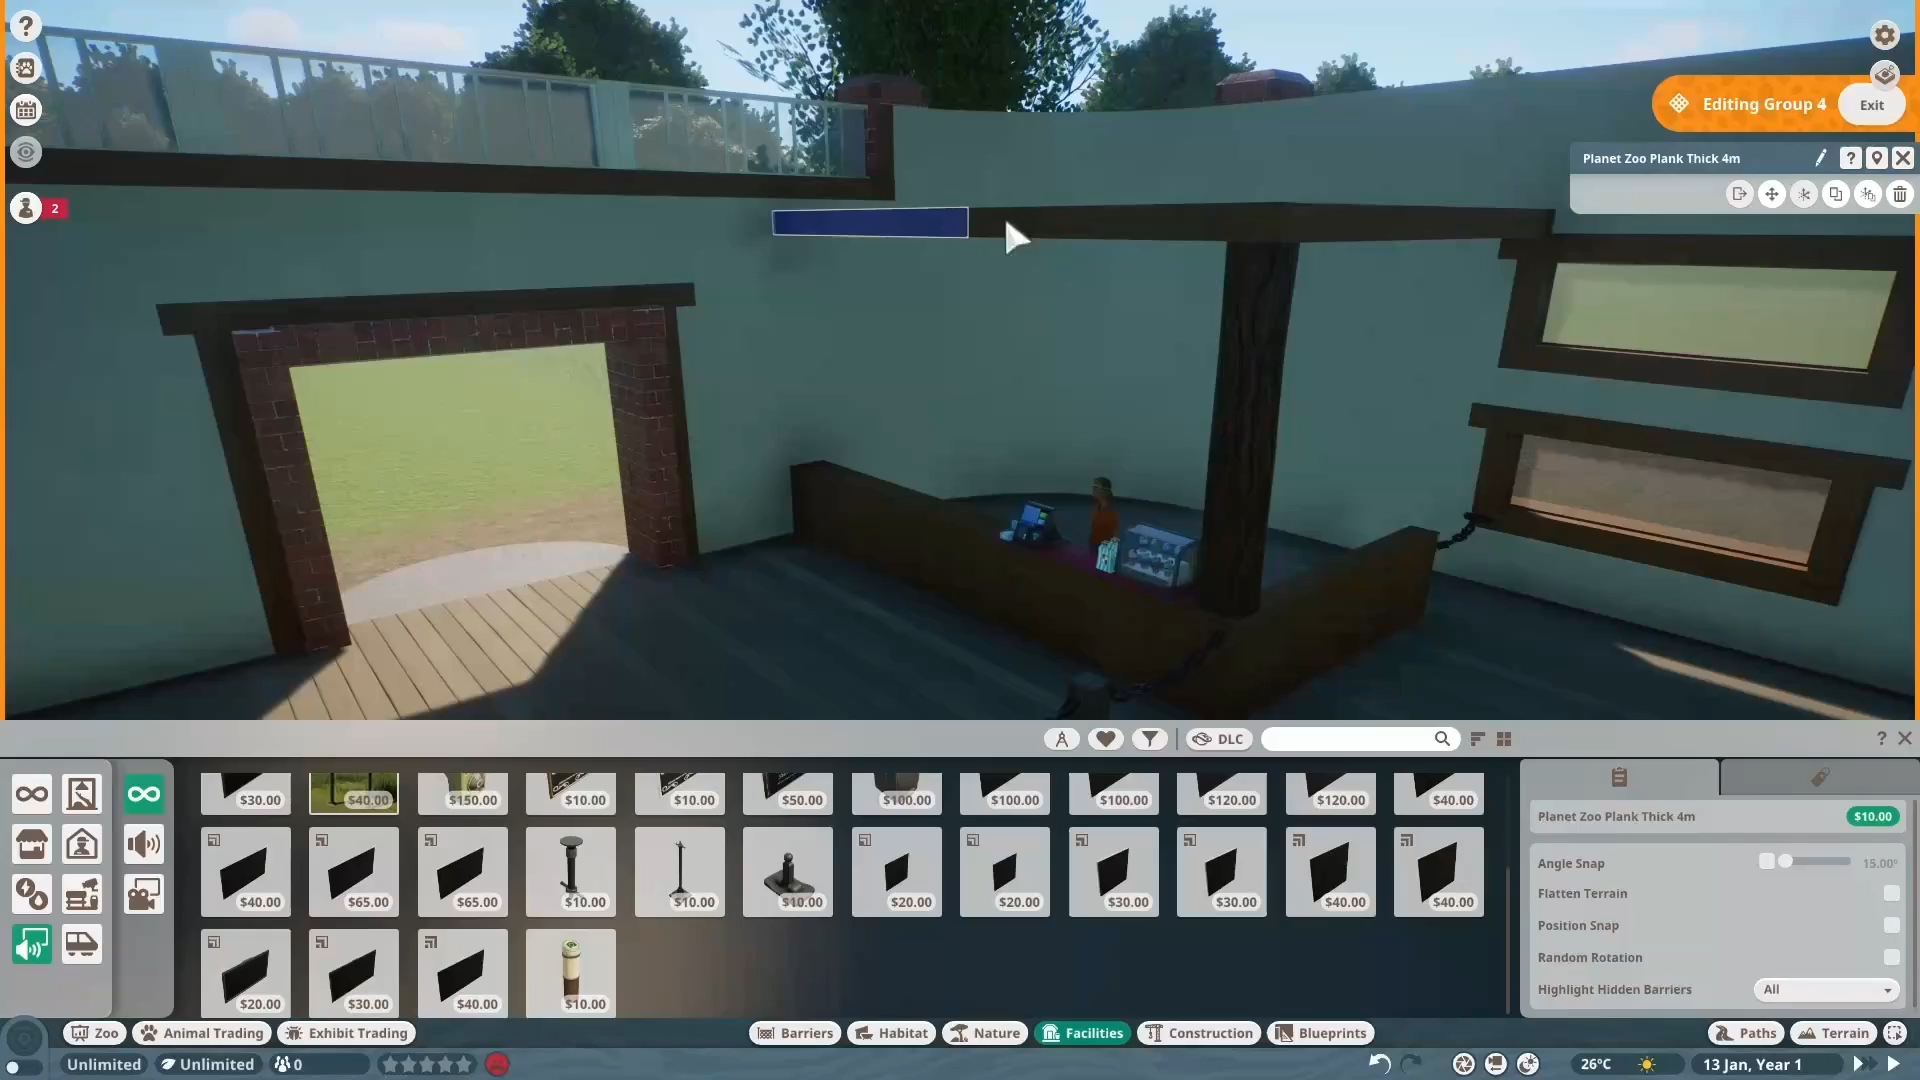 ?
Editing Group 4 Exit
Planet Zoo Plank Thick 4m ?
2
DLC ?
$30.00 $40.00 $150.00 $10.00 $10.00 $50.00 $100.00 $100.00 $100.00 $120.00 $120.00 $40.00
$40.00 $65.00 $65.00 $10.00 $10.00 $10.00 $20.00 $20.00 $30.00 $30.00 $40.00 $40.00
$20.00 $30.00 $40.00 $10.00
Planet Zoo Plank Thick 4m $10.00
Angle Snap 15.00°
Flatten Terrain
Position Snap
Random Rotation
Highlight Hidden Barriers All
Zoo Animal Trading Exhibit Trading Barriers Habitat Nature Facilities Construction Blueprints Paths Terrain
Unlimited Unlimited 0 26°C 13 Jan, Year 1